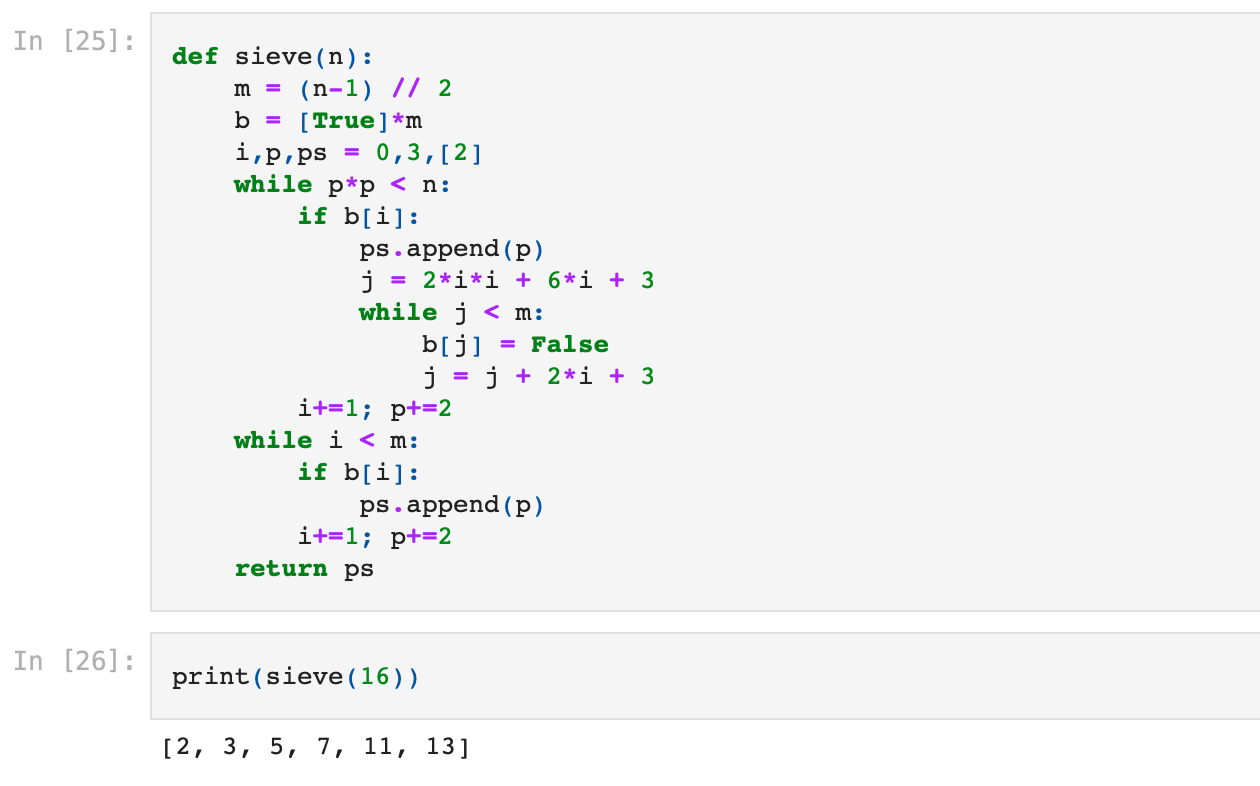 In [25]:
def sieve(n):
    m = (n-1) // 2
    b = [True]*m
    i,p,ps = 0,3,[2]
    while p*p < n:
        if b[i]:
            ps.append(p)
            j = 2*i*i + 6*i + 3
            while j < m:
                b[j] = False
                j = j + 2*i + 3
        i+=1; p+=2
    while i < m:
        if b[i]:
            ps.append(p)
        i+=1; p+=2
    return ps
In [26]:
print(sieve(16))
[2, 3, 5, 7, 11, 13]